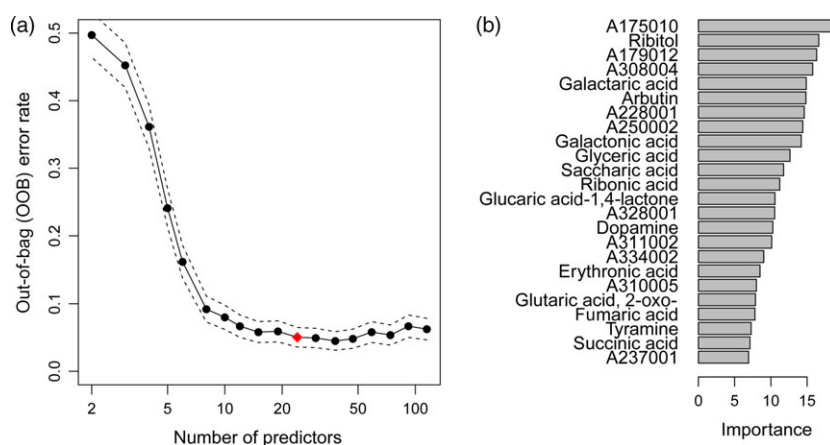 (a)
Out-of-bag (OOB) error rate
0.5
0.4
0.3
0.2
0.1
0.0
2 5 10 20 50 100
Number of predictors
(b)
A175010
Ribitol
A179012
A308004
Galactaric acid
Arbutin
A228001
A250002
Galactonic acid
Glyceric acid
Saccharic acid
Ribonic acid
Glucaric acid-1,4-lactone
A328001
Dopamine
A311002
A334002
Erythronic acid
A310005
Glutaric acid, 2-oxo-
Fumaric acid
Tyramine
Succinic acid
A237001
0 5 10 15
Importance